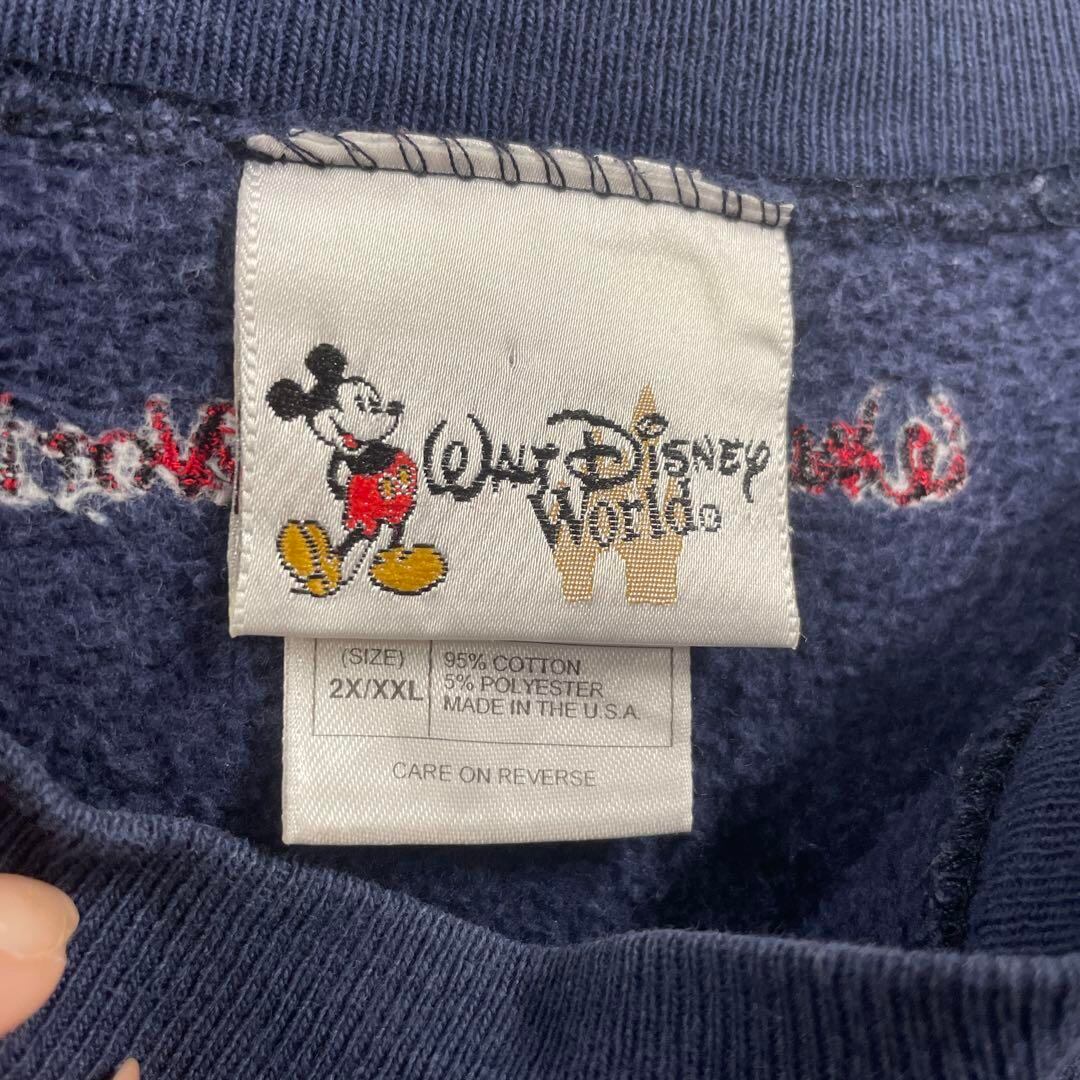 WALT DISNEY
World®
(SIZE)
2X/XXL
95% COTTON
5% POLYESTER
MADE IN THE U.S.A.
CARE ON REVERSE